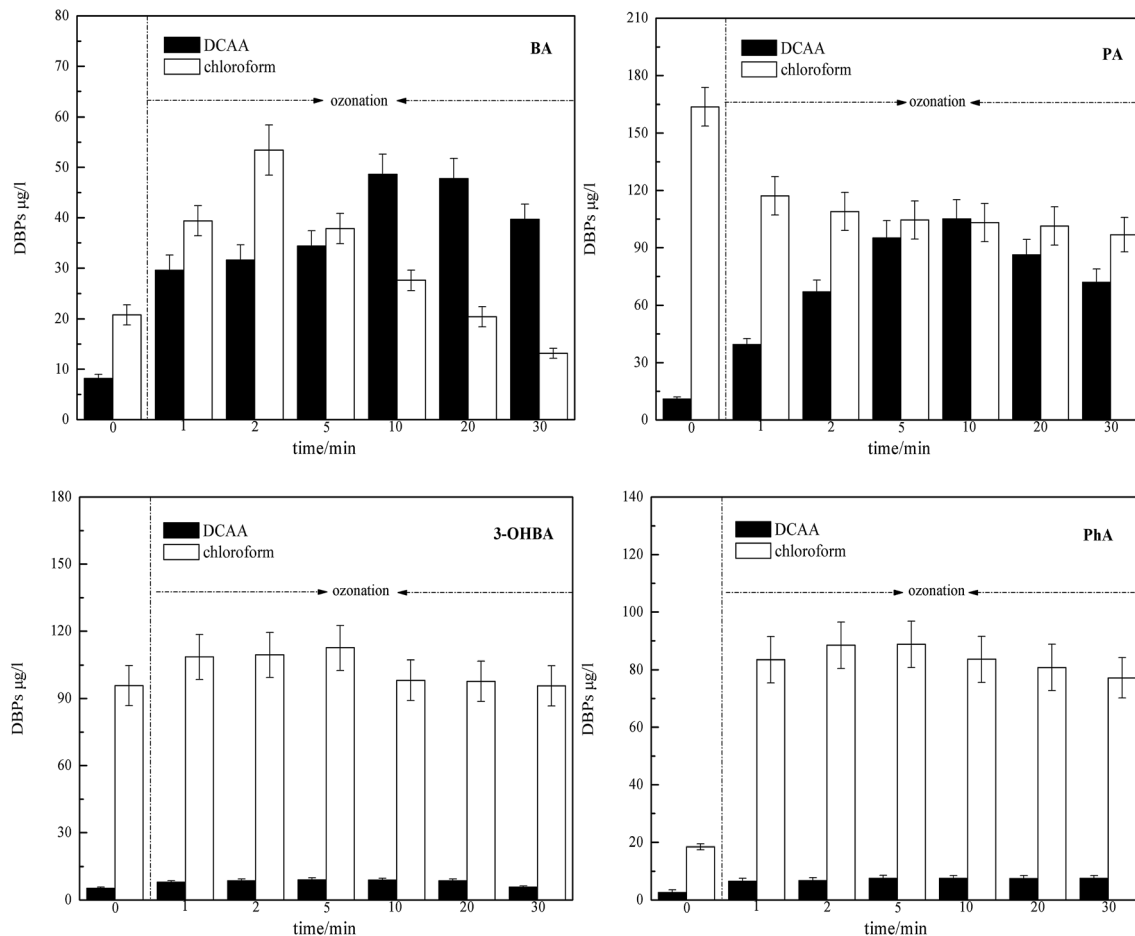 80
70
60
50
40
30
20
10
0
DBPs µg/l
DCAA
chloroform
BA
ozonation
0 1 2 5 10 20 30
time/min
210
180
150
120
90
60
30
0
DBPs µg/l
DCAA
chloroform
PA
ozonation
0 1 2 5 10 20 30
time/min
180
150
120
90
60
30
0
DBPs µg/l
DCAA
chloroform
3-OHBA
ozonation
0 1 2 5 10 20 30
time/min
140
120
100
80
60
40
20
0
DBPs µg/l
DCAA
chloroform
PhA
ozonation
0 1 2 5 10 20 30
time/min